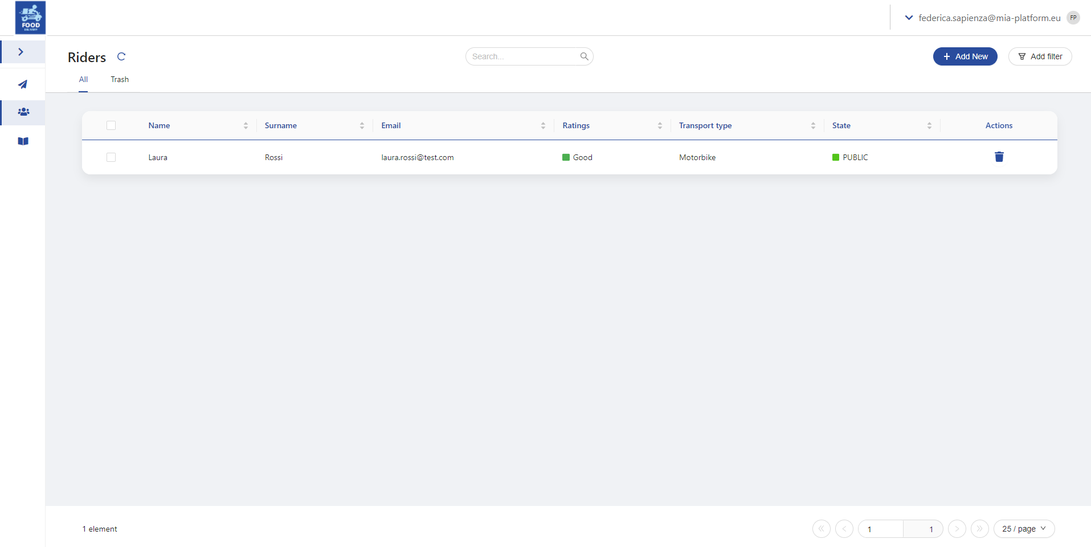 FOOD
federica.sapienza@mia-platform.eu FP
Riders
Search...
Add New
Add filter
All Trash
Name Surname Email Ratings Transport type State Actions
Laura Rossi laura.rossi@test.com Good Motorbike PUBLIC
1 element
1 1 25 / page